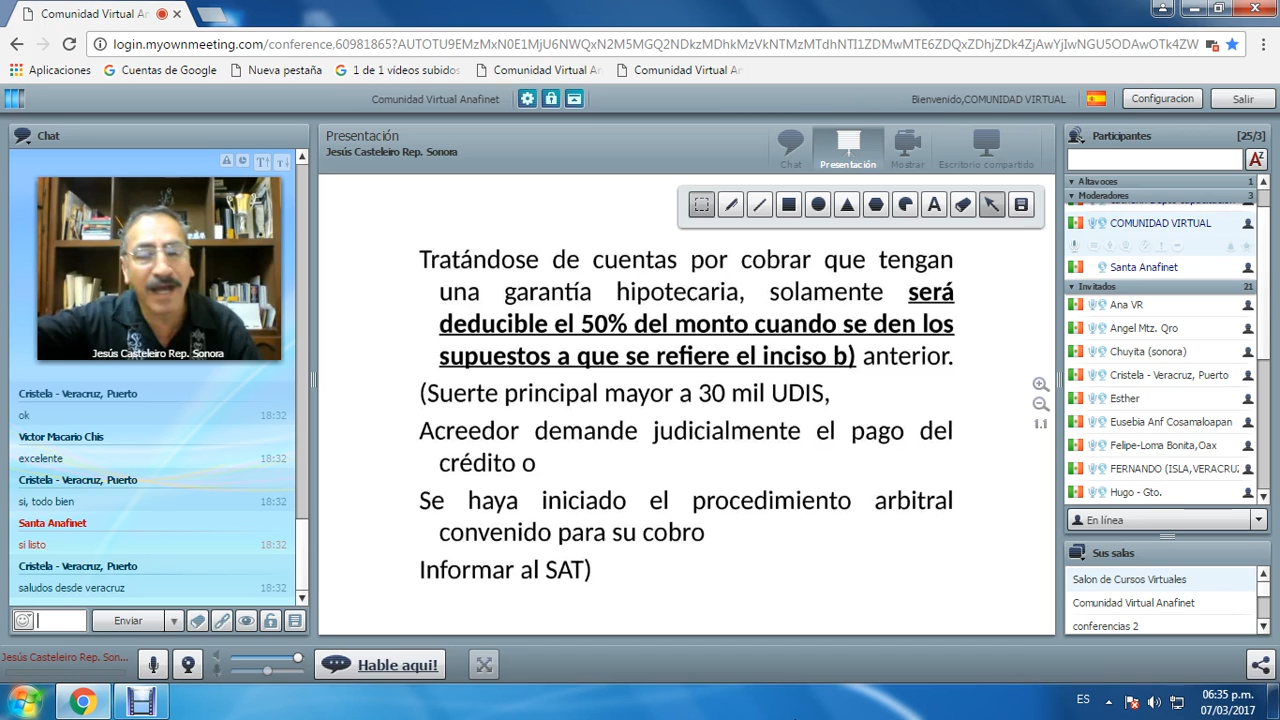 Comunidad Virtual Anafinet
login.myownmeeting.com/conference,60981865?
Aplicaciones
Cuentas de Google
Nueva pestaña
1 de 1 vídeos subidos
Comunidad Virtual An
Comunidad Virtual An
Comunidad Virtual Anafinet
Bienvenido,COMUNIDAD VIRTUAL
Configuracion
Salir
Chat
Jesús Casteleiro Rep. Sonora
Cristela - Veracruz, Puerto
ok 18:32
Victor Macario Chis
excelente 18:32
Cristela - Veracruz, Puerto
si, todo bien 18:32
Santa Anafinet
si listo 18:32
Cristela - Veracruz, Puerto
saludos desde veracruz 18:32
Enviar
Presentación
Jesús Casteleiro Rep. Sonora
Chat
Presentación
Mostrar
Escritorio compartido
Tratándose de cuentas por cobrar que tengan
una garantía hipotecaria, solamente será
deducible el 50% del monto cuando se den los
supuestos a que se refiere el inciso b) anterior.
(Suerte principal mayor a 30 mil UDIS,
Acreedor demande judicialmente el pago del
crédito o
Se haya iniciado el procedimiento arbitral
convenido para su cobro
Informar al SAT)
1.1
Participantes [25/3]
Altavoces 1
Moderadores 3
COMUNIDAD VIRTUAL
Santa Anafinet
Invitados 21
Ana VR
Angel Mtz. Qro
Chuyita (sonora)
Cristela - Veracruz, Puerto
Esther
Eusebia Anf Cosamaloapan
Felipe-Loma Bonita,Oax
FERNANDO (ISLA,VERACRUZ
Hugo - Gto.
En línea
Sus salas
Salon de Cursos Virtuales
Comunidad Virtual Anafinet
conferencias 2
Jesús Casteleiro Rep. Son...
Hable aqui!
ES
06:35 p.m.
07/03/2017